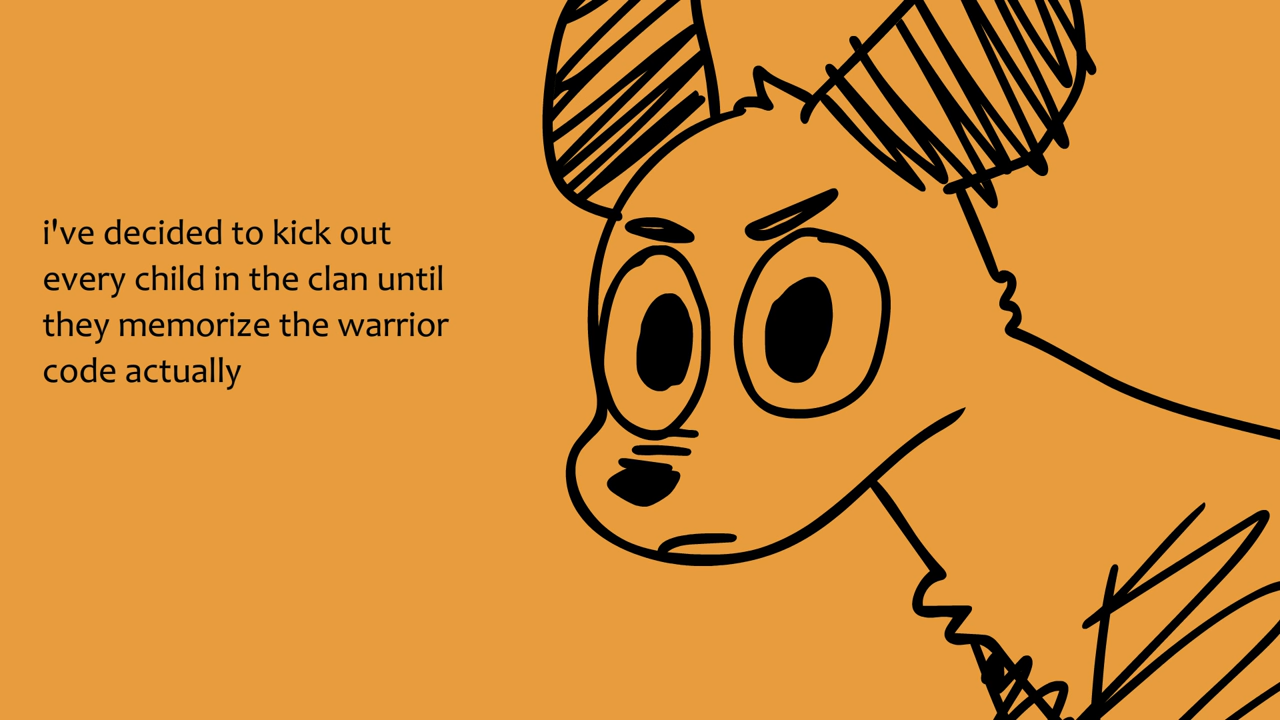 i've decided to kick out
every child in the clan until
they memorize the warrior
code actually